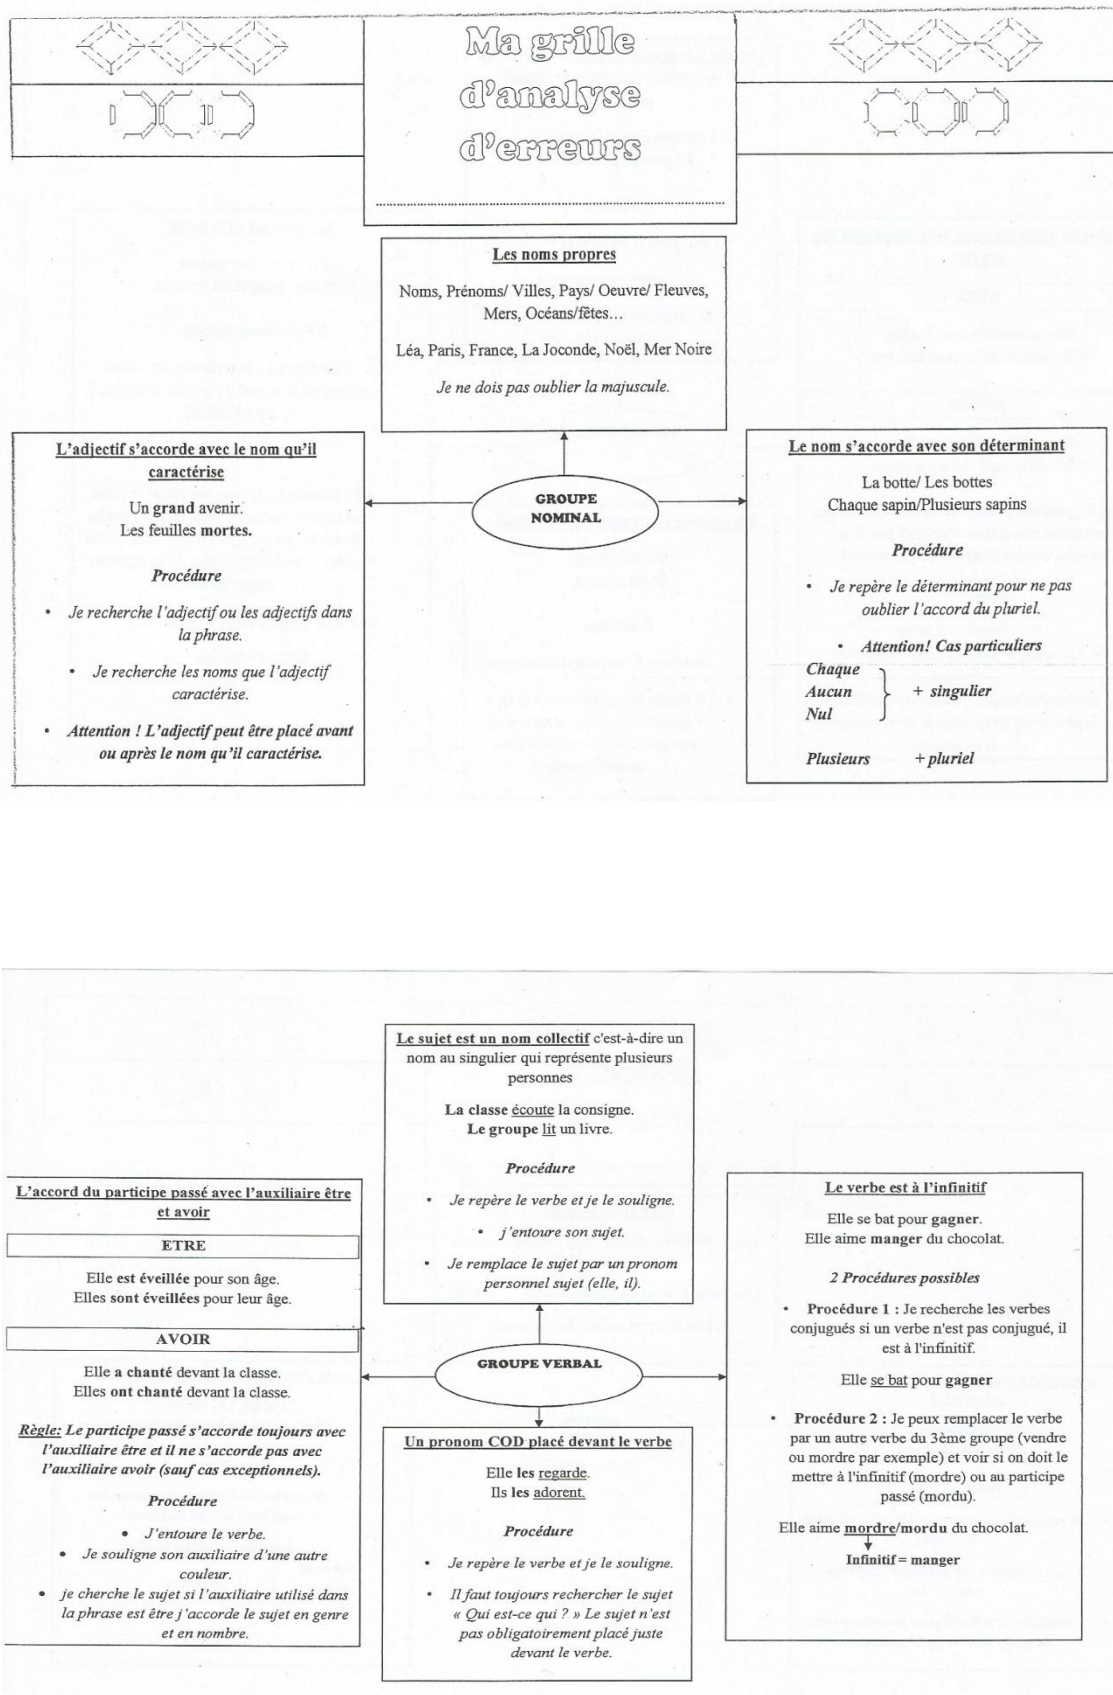 Ma grille
d'analyse
d'erreurs
Les noms propres
Noms, Prénoms/ Villes, Pays/ Oeuvre/ Fleuves,
Mers, Océans/fêtes…
Léa, Paris, France, La Joconde, Noël, Mer Noire
Je ne dois pas oublier la majuscule.
L'adjectif s'accorde avec le nom qu'il
caractérise
Un grand avenir.
Les feuilles mortes.
Procédure
• Je recherche l'adjectif ou les adjectifs dans
la phrase.
• Je recherche les noms que l'adjectif
caractérise.
• Attention ! L'adjectif peut être placé avant
ou après le nom qu'il caractérise.
GROUPE
NOMINAL
Le nom s'accorde avec son déterminant
La botte/ Les bottes
Chaque sapin/Plusieurs sapins
Procédure
• Je repère le déterminant pour ne pas
oublier l'accord du pluriel.
• Attention! Cas particuliers
Chaque
Aucun + singulier
Nul
Plusieurs +pluriel
Le sujet est un nom collectif c'est-à-dire un
nom au singulier qui représente plusieurs
personnes
La classe écoute la consigne.
Le groupe lit un livre.
Procédure
• Je repère le verbe et je le souligne.
• j'entoure son sujet.
• Je remplace le sujet par un pronom
personnel sujet (elle, il).
L'accord du participe passé avec l'auxiliaire être
et avoir
ETRE
Elle est éveillée pour son âge.
Elles sont éveillées pour leur âge.
AVOIR
Elle a chanté devant la classe.
Elles ont chanté devant la classe.
Règle: Le participe passé s'accorde toujours avec
l'auxiliaire être et il ne s'accorde pas avec
l'auxiliaire avoir (sauf cas exceptionnels).
Procédure
• J'entoure le verbe.
• Je souligne son auxiliaire d'une autre
couleur.
• je cherche le sujet si l'auxiliaire utilisé dans
la phrase est être j'accorde le sujet en genre
et en nombre.
GROUPE VERBAL
Un pronom COD placé devant le verbe
Elle les regarde.
Ils les adorent.
Procédure
• Je repère le verbe et je le souligne.
• Il faut toujours rechercher le sujet
« Qui est-ce qui ? » Le sujet n'est
pas obligatoirement placé juste
devant le verbe.
Le verbe est à l'infinitif
Elle se bat pour gagner.
Elle aime manger du chocolat.
2 Procédures possibles
• Procédure 1 : Je recherche les verbes
conjugués si un verbe n'est pas conjugué, il
est à l'infinitif.
Elle se bat pour gagner
• Procédure 2 : Je peux remplacer le verbe
par un autre verbe du 3ème groupe (vendre
ou mordre par exemple) et voir si on doit le
mettre à l'infinitif (mordre) ou au participe
passé (mordu).
Elle aime mordre/mordu du chocolat.
Infinitif = manger